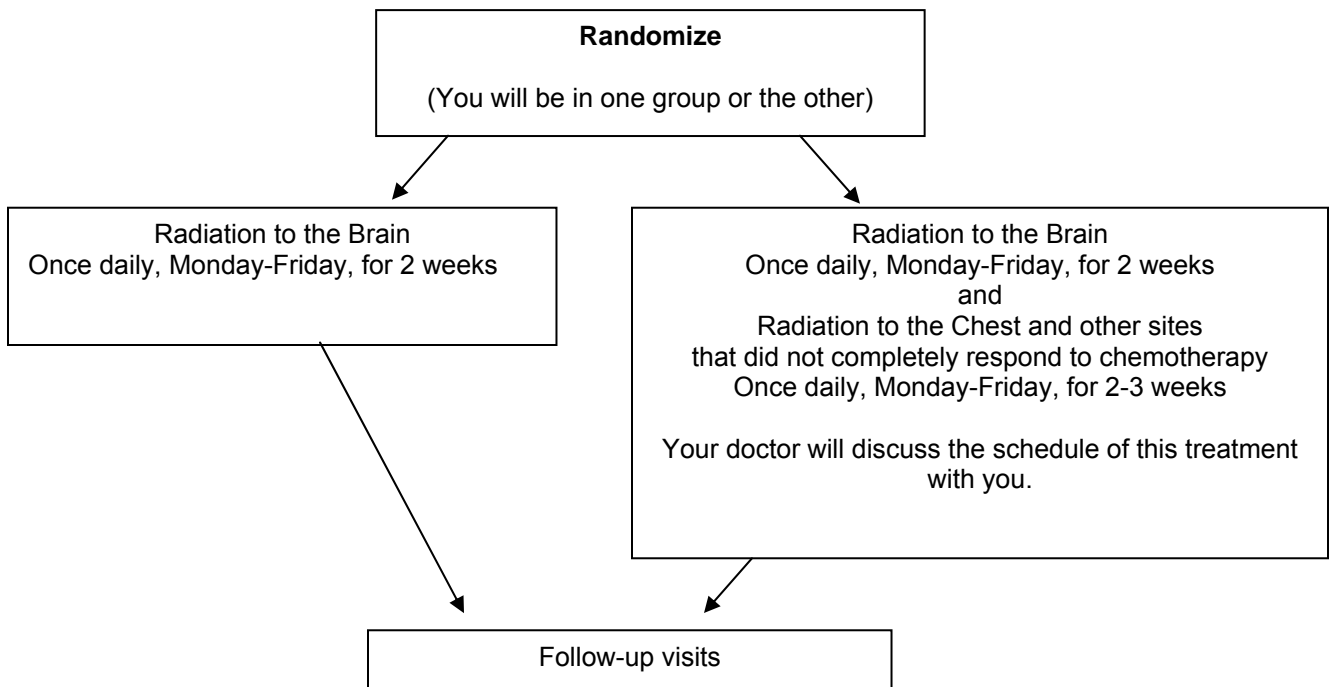 Randomize
(You will be in one group or the other)
Radiation to the Brain
Once daily, Monday-Friday, for 2 weeks
Radiation to the Brain
Once daily, Monday-Friday, for 2 weeks
and
Radiation to the Chest and other sites
that did not completely respond to chemotherapy
Once daily, Monday-Friday, for 2-3 weeks
Your doctor will discuss the schedule of this treatment
with you.
Follow-up visits